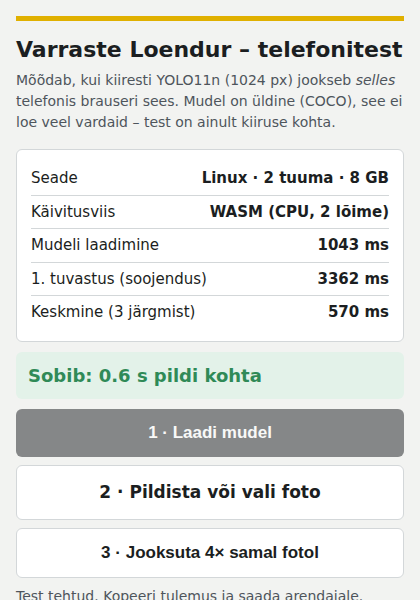 Varraste Loendur – telefonitest
Mõõdab, kui kiiresti YOLO11n (1024 px) jookseb selles
telefonis brauseri sees. Mudel on üldine (COCO), see ei
loe veel vardaid – test on ainult kiiruse kohta.
Seade Linux · 2 tuuma · 8 GB
Käivitusviis WASM (CPU, 2 lõime)
Mudeli laadimine 1043 ms
1. tuvastus (soojendus) 3362 ms
Keskmine (3 järgmist) 570 ms
Sobib: 0.6 s pildi kohta
1 · Laadi mudel
2 · Pildista või vali foto
3 · Jooksuta 4× samal fotol
Test tehtud. Kopeeri tulemus ja saada arendajale.